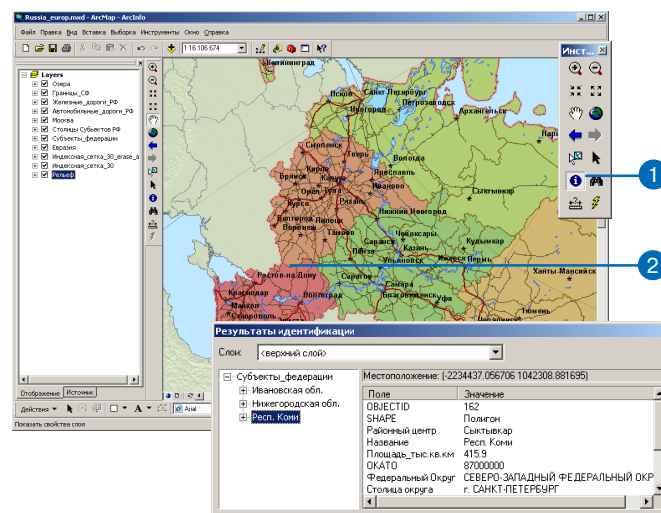 Russia_europ.mxd - ArcMap - ArcInfo
Файл Правка Вид Вставка Выборка Инструменты Окно Справка
1:16 106 674
Инст...
Layers
Озера
Границы_СФ
Железные_дороги_РФ
Автомобильные_дороги_РФ
Москва
Столицы Субъектов РФ
Субъекты_федерации
Евразия
Индексная_сетка_30_erase_a
Индексная_сетка_30
Рельеф
Калининград
Псков
Санкт-Петербург
Петрозаводск
Новгород
Архангельск
Смоленск
Тверь
Вологда
Ярославль
Брянск
Калуга
Иваново
Орел
Тула
Рязань
Сыктывкар
Курск
Нижний Новгород
Белгород
Липецк
Воронеж
Тамбов
Чебоксары
Саранск
Казань
Кудымкар
Пенза
Ульяновск
Ижевск
Пермь
Ханты-Мансийск
Ростов-на-Дону
Саратов
Самара
Краснодар
Волгоград
Уфа
Майкоп
Тюмень
Ставрополь
1
2
Отображение Источник
Действия
A
Arial
Показать свойства слоя
Результаты идентификации
Слои: <верхний слой>
Субъекты_федерации
Ивановская обл.
Нижегородская обл.
Респ. Коми
Местоположение: (-2234437.056706 1042308.881695)
Поле Значение
OBJECTID 162
SHAPE Полигон
Районный центр Сыктывкар
Название Респ. Коми
Площадь_тыс.кв.км 415.9
ОКАТО 87000000
Федеральный Округ СЕВЕРО-ЗАПАДНЫЙ ФЕДЕРАЛЬНЫЙ ОКР
Столица округа г. САНКТ-ПЕТЕРБУРГ